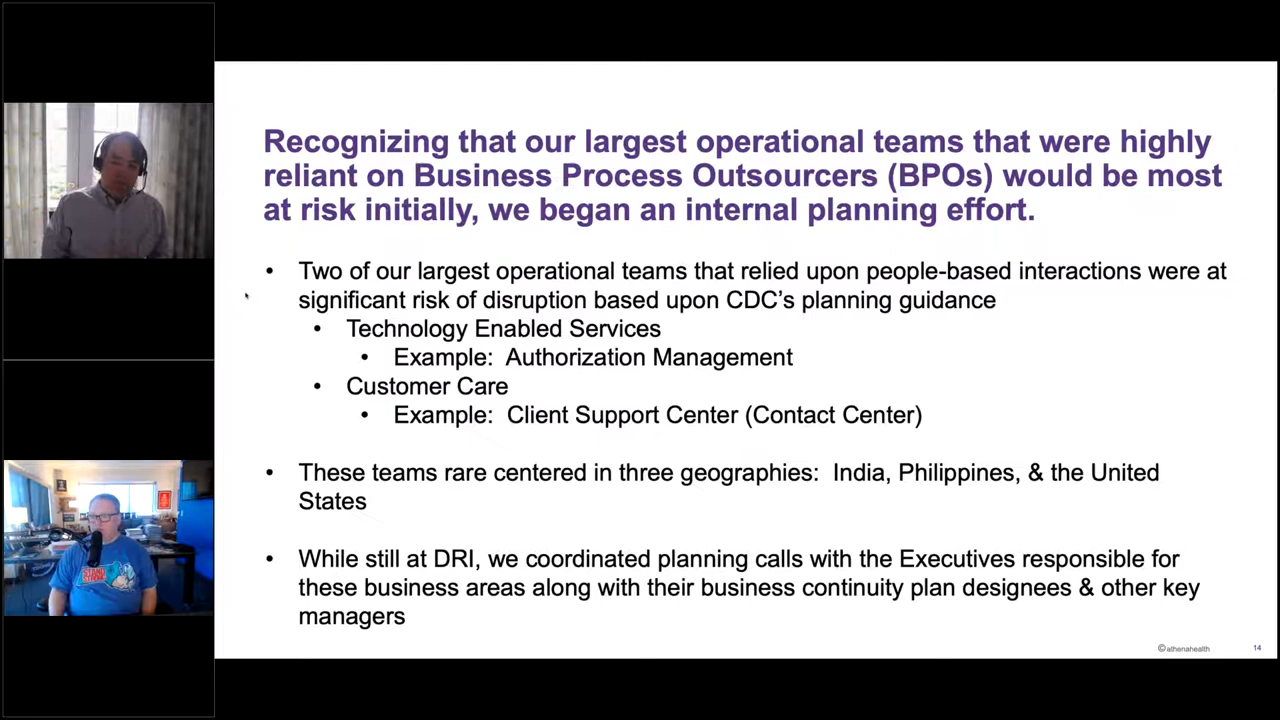 Recognizing that our largest operational teams that were highly
reliant on Business Process Outsourcers (BPOs) would be most
at risk initially, we began an internal planning effort.
• Two of our largest operational teams that relied upon people-based interactions were at
significant risk of disruption based upon CDC's planning guidance
• Technology Enabled Services
• Example: Authorization Management
• Customer Care
• Example: Client Support Center (Contact Center)
• These teams rare centered in three geographies: India, Philippines, & the United
States
• While still at DRI, we coordinated planning calls with the Executives responsible for
these business areas along with their business continuity plan designees & other key
managers
©athenahealth
14